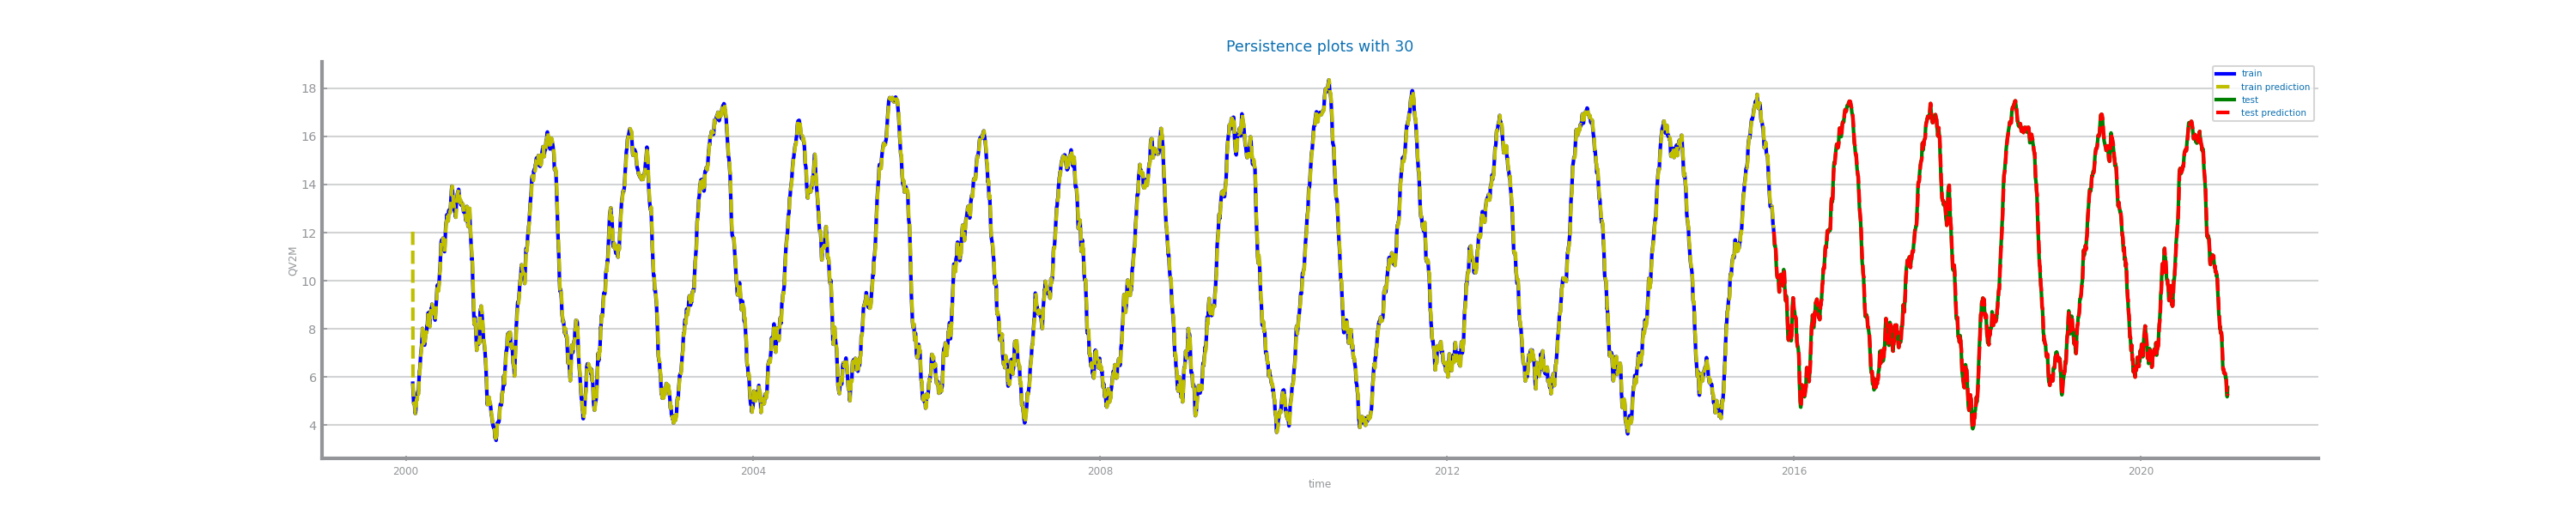 Persistence plots with 30
18
16
14
12
10
8
6
4
QV2M
train
train prediction
test
test prediction
2000 2004 2008 2012 2016 2020
time